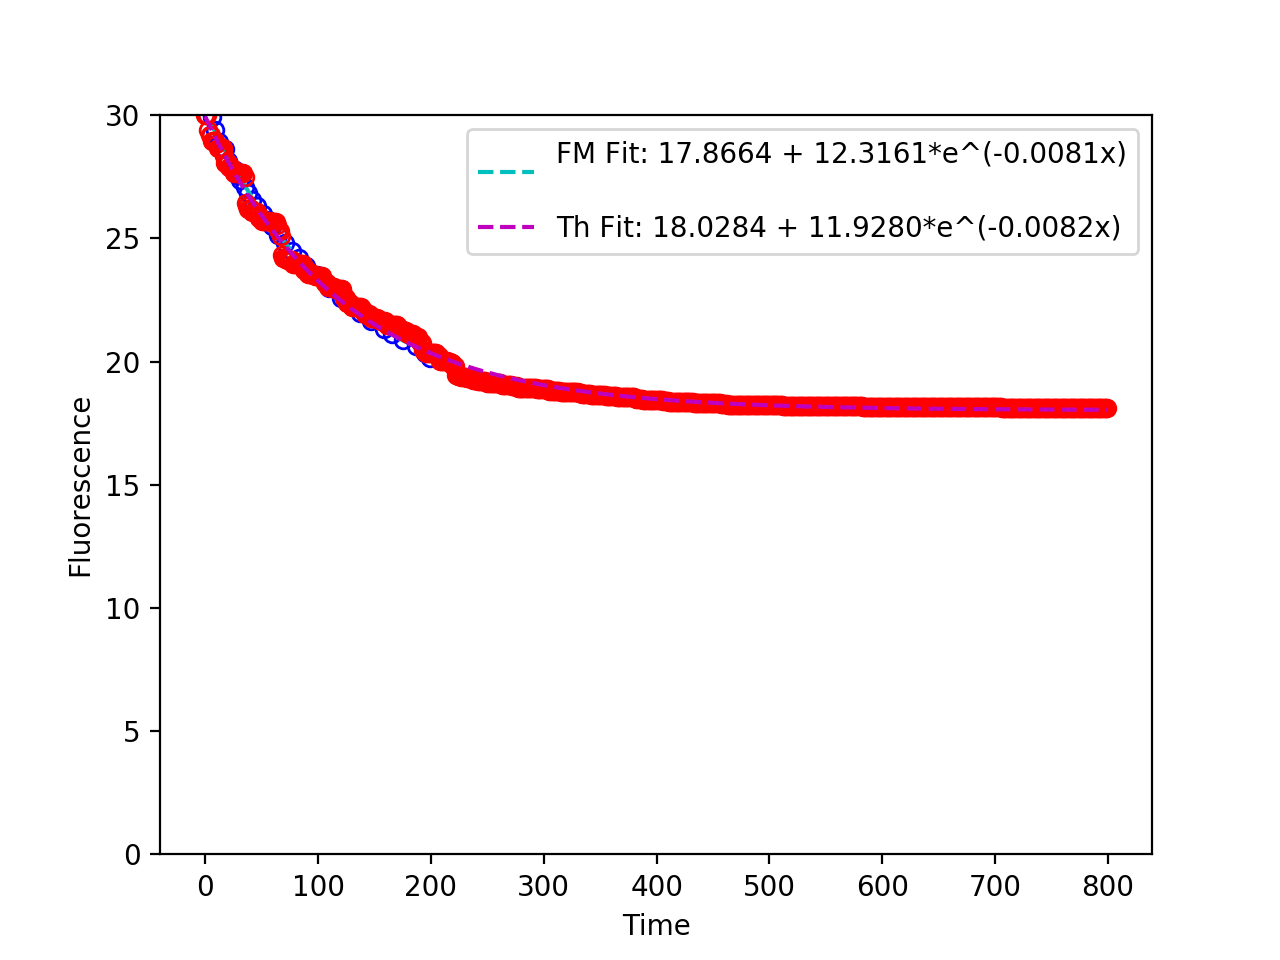 30
25
20
15
10
5
0
Fluorescence
FM Fit: 17.8664 + 12.3161*e^(-0.0081x)
Th Fit: 18.0284 + 11.9280*e^(-0.0082x)
0 100 200 300 400 500 600 700 800
Time